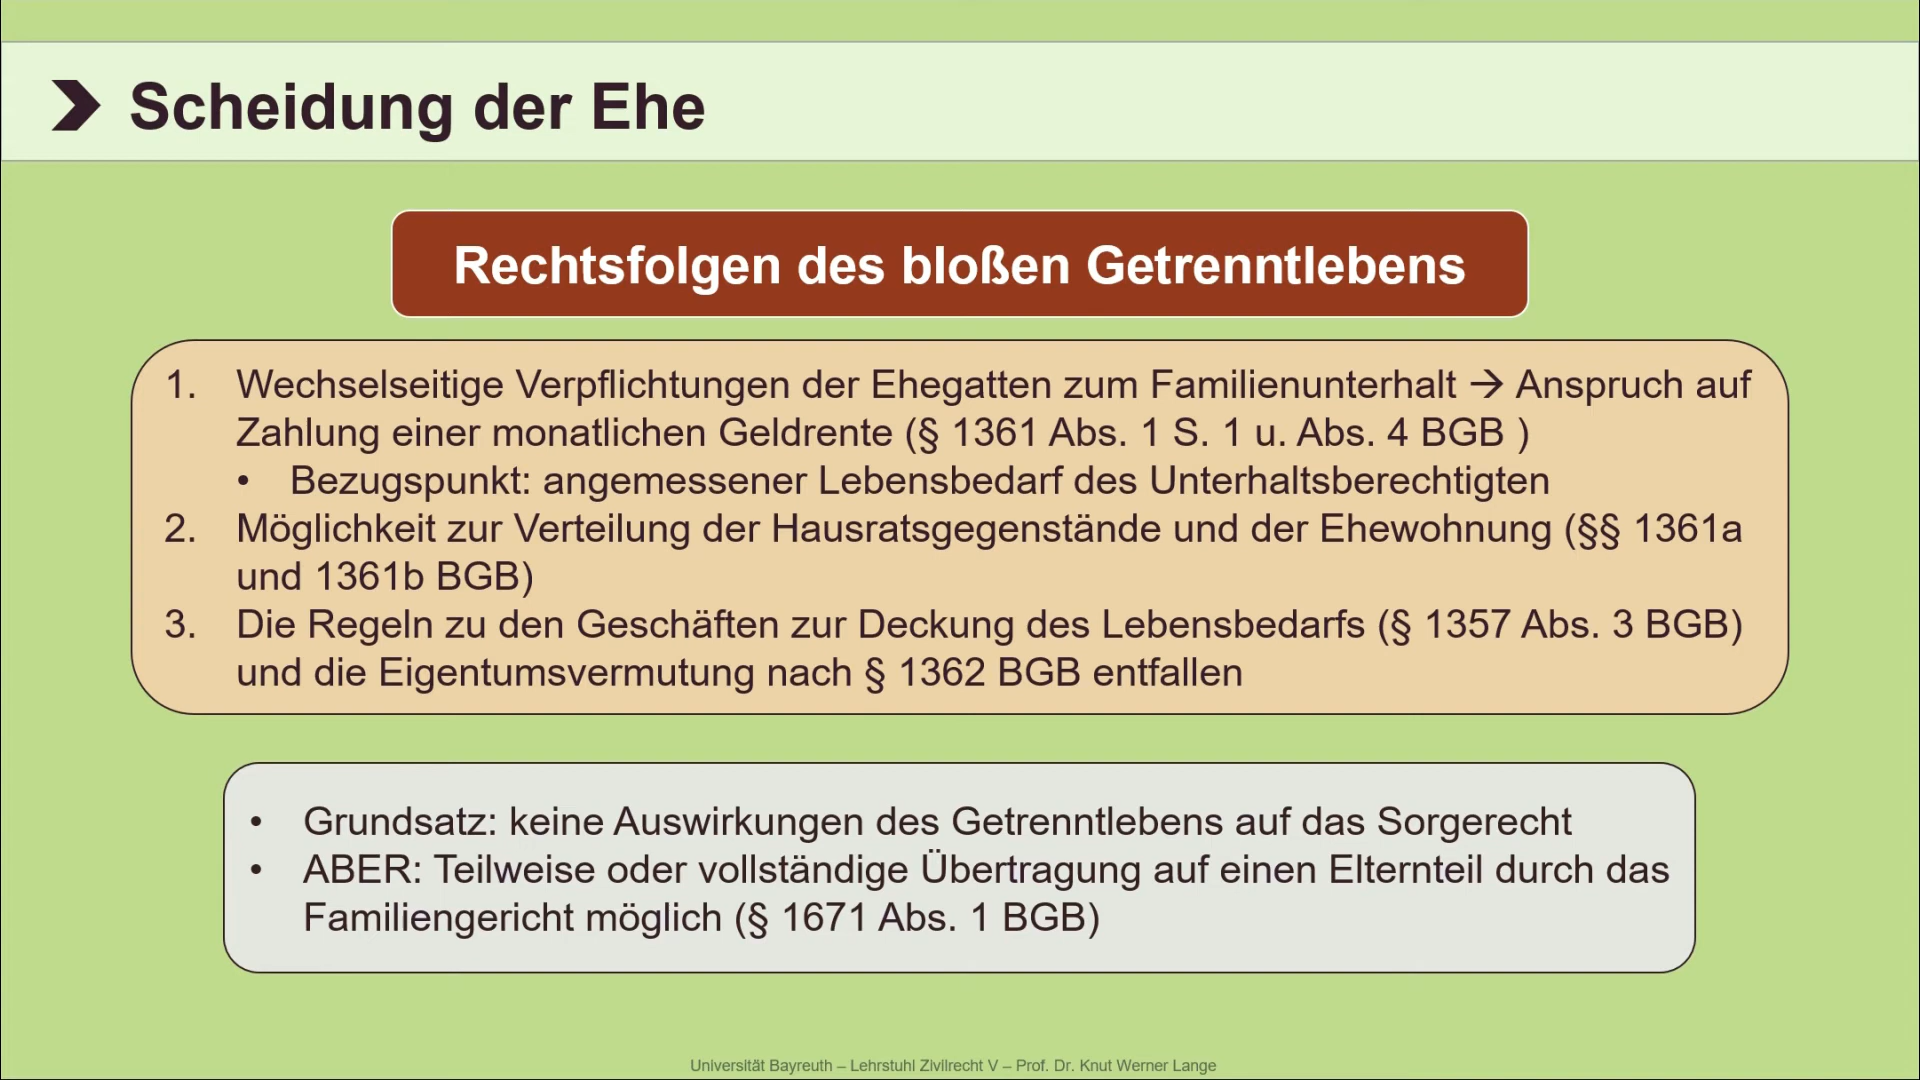 Scheidung der Ehe
Rechtsfolgen des bloßen Getrenntlebens
1. Wechselseitige Verpflichtungen der Ehegatten zum Familienunterhalt → Anspruch auf
Zahlung einer monatlichen Geldrente (§ 1361 Abs. 1 S. 1 u. Abs. 4 BGB )
• Bezugspunkt: angemessener Lebensbedarf des Unterhaltsberechtigten
2. Möglichkeit zur Verteilung der Hausratsgegenstände und der Ehewohnung (§§ 1361a
und 1361b BGB)
3. Die Regeln zu den Geschäften zur Deckung des Lebensbedarfs (§ 1357 Abs. 3 BGB)
und die Eigentumsvermutung nach § 1362 BGB entfallen
• Grundsatz: keine Auswirkungen des Getrenntlebens auf das Sorgerecht
• ABER: Teilweise oder vollständige Übertragung auf einen Elternteil durch das
Familiengericht möglich (§ 1671 Abs. 1 BGB)
Universität Bayreuth – Lehrstuhl Zivilrecht V – Prof. Dr. Knut Werner Lange